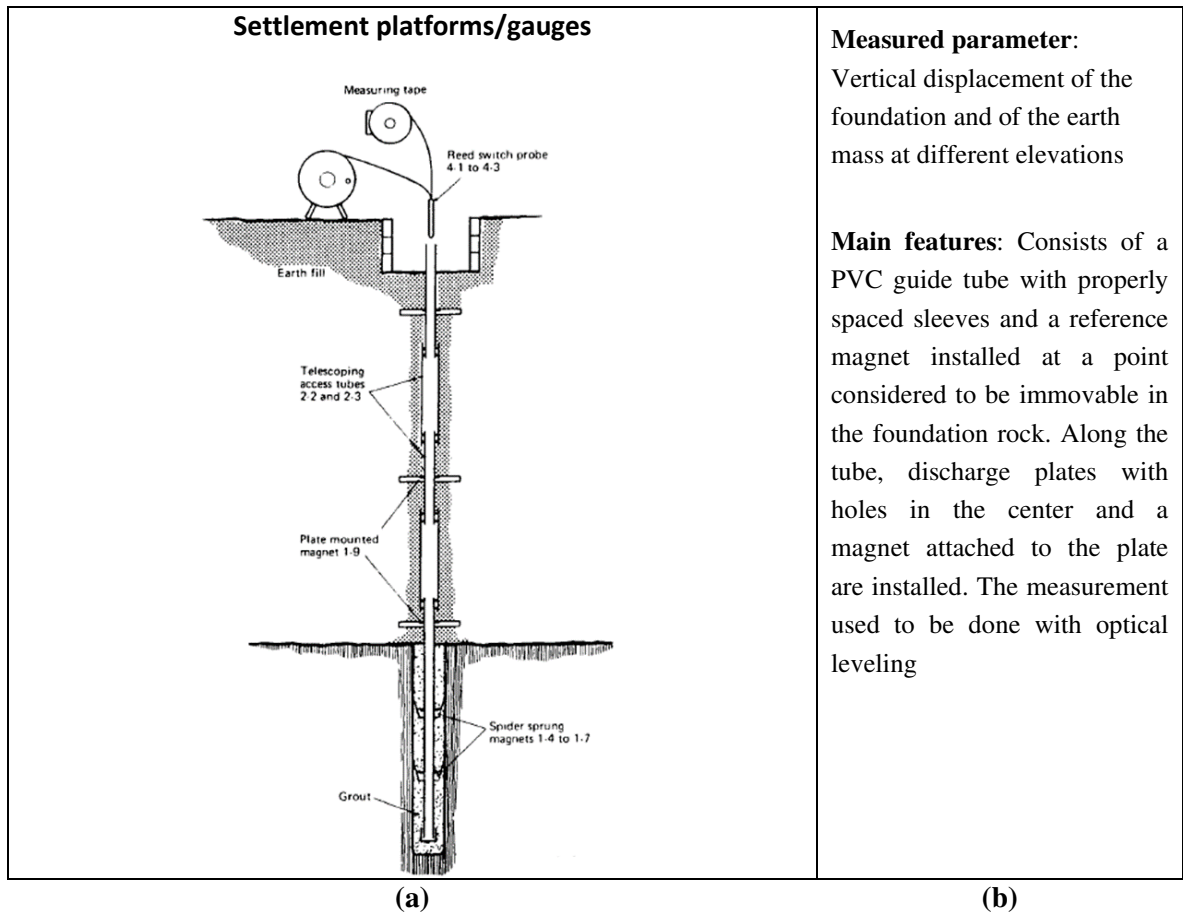 Settlement platforms/gauges
Measuring tape
Reed switch probe
4-1 to 4-3
Earth fill
Telescoping
access tubes
2-2 and 2-3
Plate mounted
magnet 1-9
Spider sprung
magnets 1-4 to 1-7
Grout
(a)
Measured parameter:
Vertical displacement of the
foundation and of the earth
mass at different elevations
Main features: Consists of a
PVC guide tube with properly
spaced sleeves and a reference
magnet installed at a point
considered to be immovable in
the foundation rock. Along the
tube, discharge plates with
holes in the center and a
magnet attached to the plate
are installed. The measurement
used to be done with optical
leveling
(b)